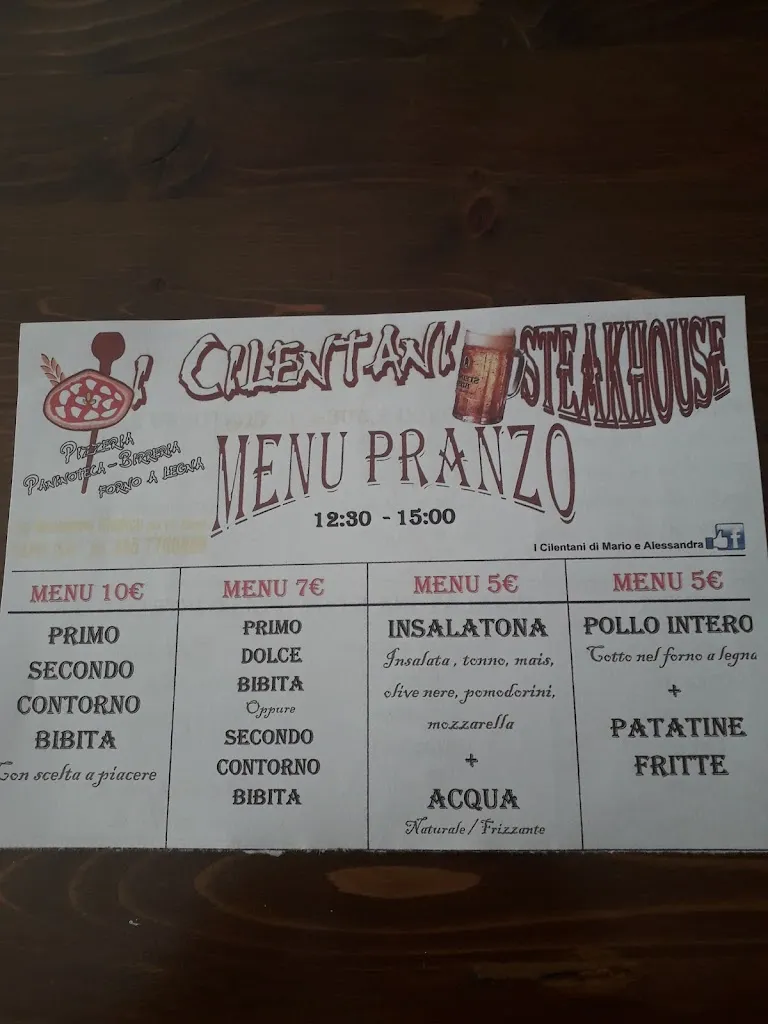 I CILENTANI STEAKHOUSE
PIZZERIA
PANINOTECA - BIRRERIA
FORNO A LEGNA
MENU PRANZO
12:30 - 15:00
I Cilentani di Mario e Alessandra
MENU 10€
PRIMO
SECONDO
CONTORNO
BIBITA
Con scelta a piacere
MENU 7€
PRIMO
DOLCE
BIBITA
Oppure
SECONDO
CONTORNO
BIBITA
MENU 5€
INSALATONA
Insalata, tonno, mais,
olive nere, pomodorini,
mozzarella
+
ACQUA
Naturale / Frizzante
MENU 5€
POLLO INTERO
Cotto nel forno a legna
+
PATATINE
FRITTE